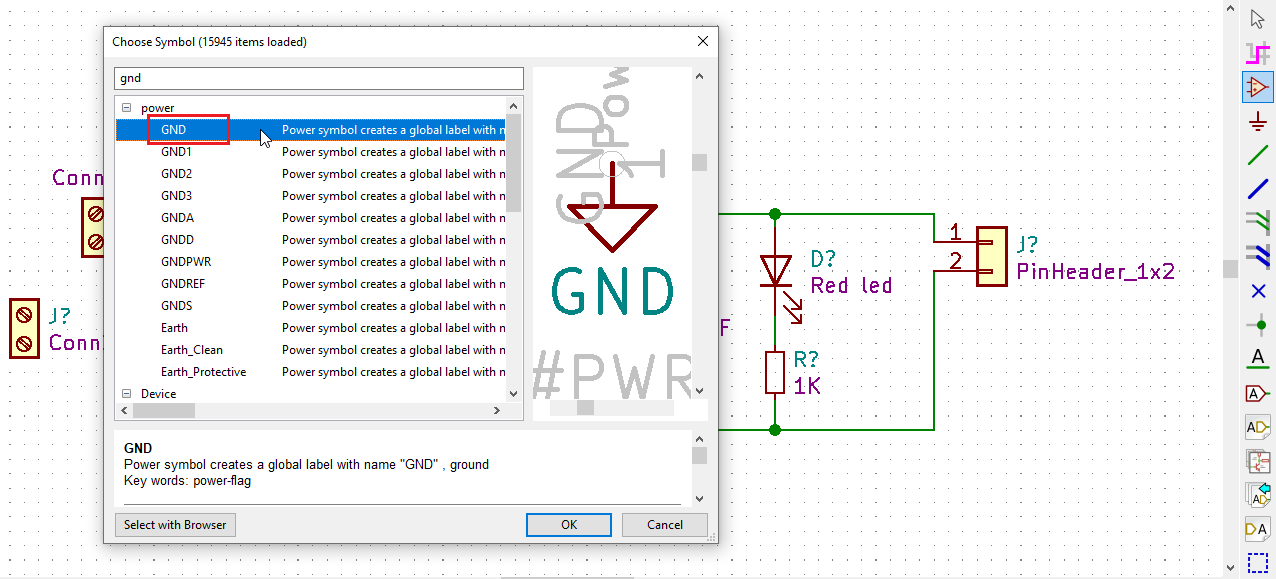 Choose Symbol (15945 items loaded)
gnd
power
GND Power symbol creates a global label with n
GND1 Power symbol creates a global label with n
GND2 Power symbol creates a global label with n
GND3 Power symbol creates a global label with n
GNDA Power symbol creates a global label with n
GNDD Power symbol creates a global label with n
GNDPWR Power symbol creates a global label with n
GNDREF Power symbol creates a global label with n
GNDS Power symbol creates a global label with n
Earth Power symbol creates a global label with n
Earth_Clean Power symbol creates a global label with n
Earth_Protective Power symbol creates a global label with n
Device
GND
Pow
1
GND
#PWR
GND
Power symbol creates a global label with name "GND" , ground
Key words: power-flag
Select with Browser
OK
Cancel
Conn
J?
Conn
F
D?
Red led
R?
1K
1
2
J?
PinHeader_1x2
A
A
A
A
A